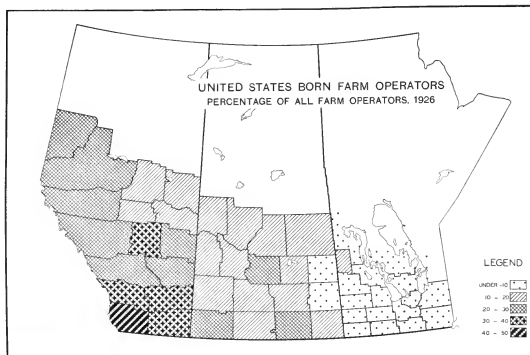 UNITED STATES BORN FARM OPERATORS
PERCENTAGE OF ALL FARM OPERATORS, 1926
LEGEND
UNDER -10
10 - 20
20 - 30
30 - 40
40 - 50